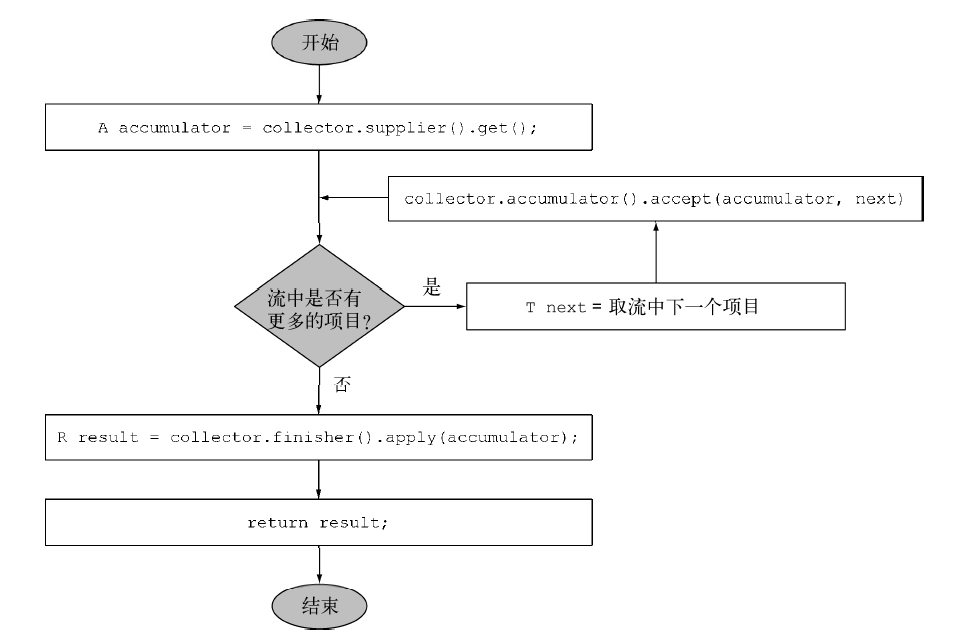 开始
A accumulator = collector.supplier().get();
collector.accumulator().accept(accumulator, next)
流中是否有
更多的项目?
是
T next = 取流中下一个项目
否
R result = collector.finisher().apply(accumulator);
return result;
结束